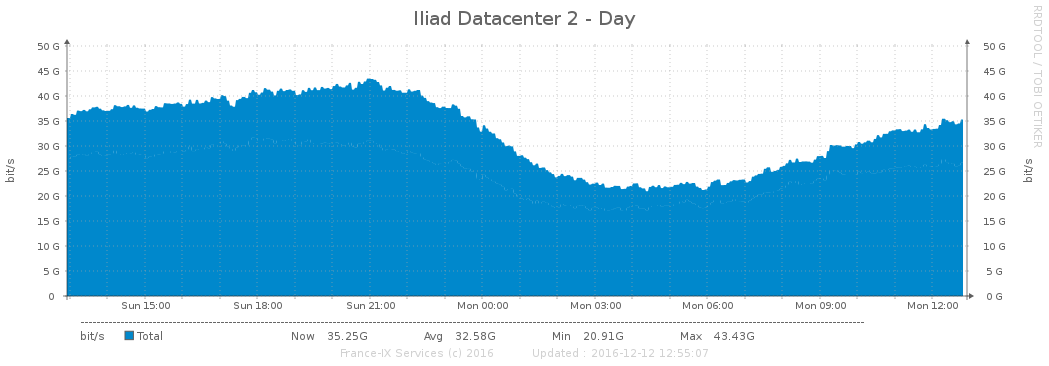 Iliad Datacenter 2 - Day
RRDTOOL / TOBI OETIKER
50 G 50 G
45 G 45 G
40 G 40 G
35 G 35 G
30 G 30 G
25 G 25 G
20 G 20 G
15 G 15 G
10 G 10 G
5 G 5 G
0 0 G
bit/s bit/s
Sun 15:00 Sun 18:00 Sun 21:00 Mon 00:00 Mon 03:00 Mon 06:00 Mon 09:00 Mon 12:00
bit/s Total Now 35.25G Avg 32.58G Min 20.91G Max 43.43G
France-IX Services (c) 2016 Updated : 2016-12-12 12:55:07